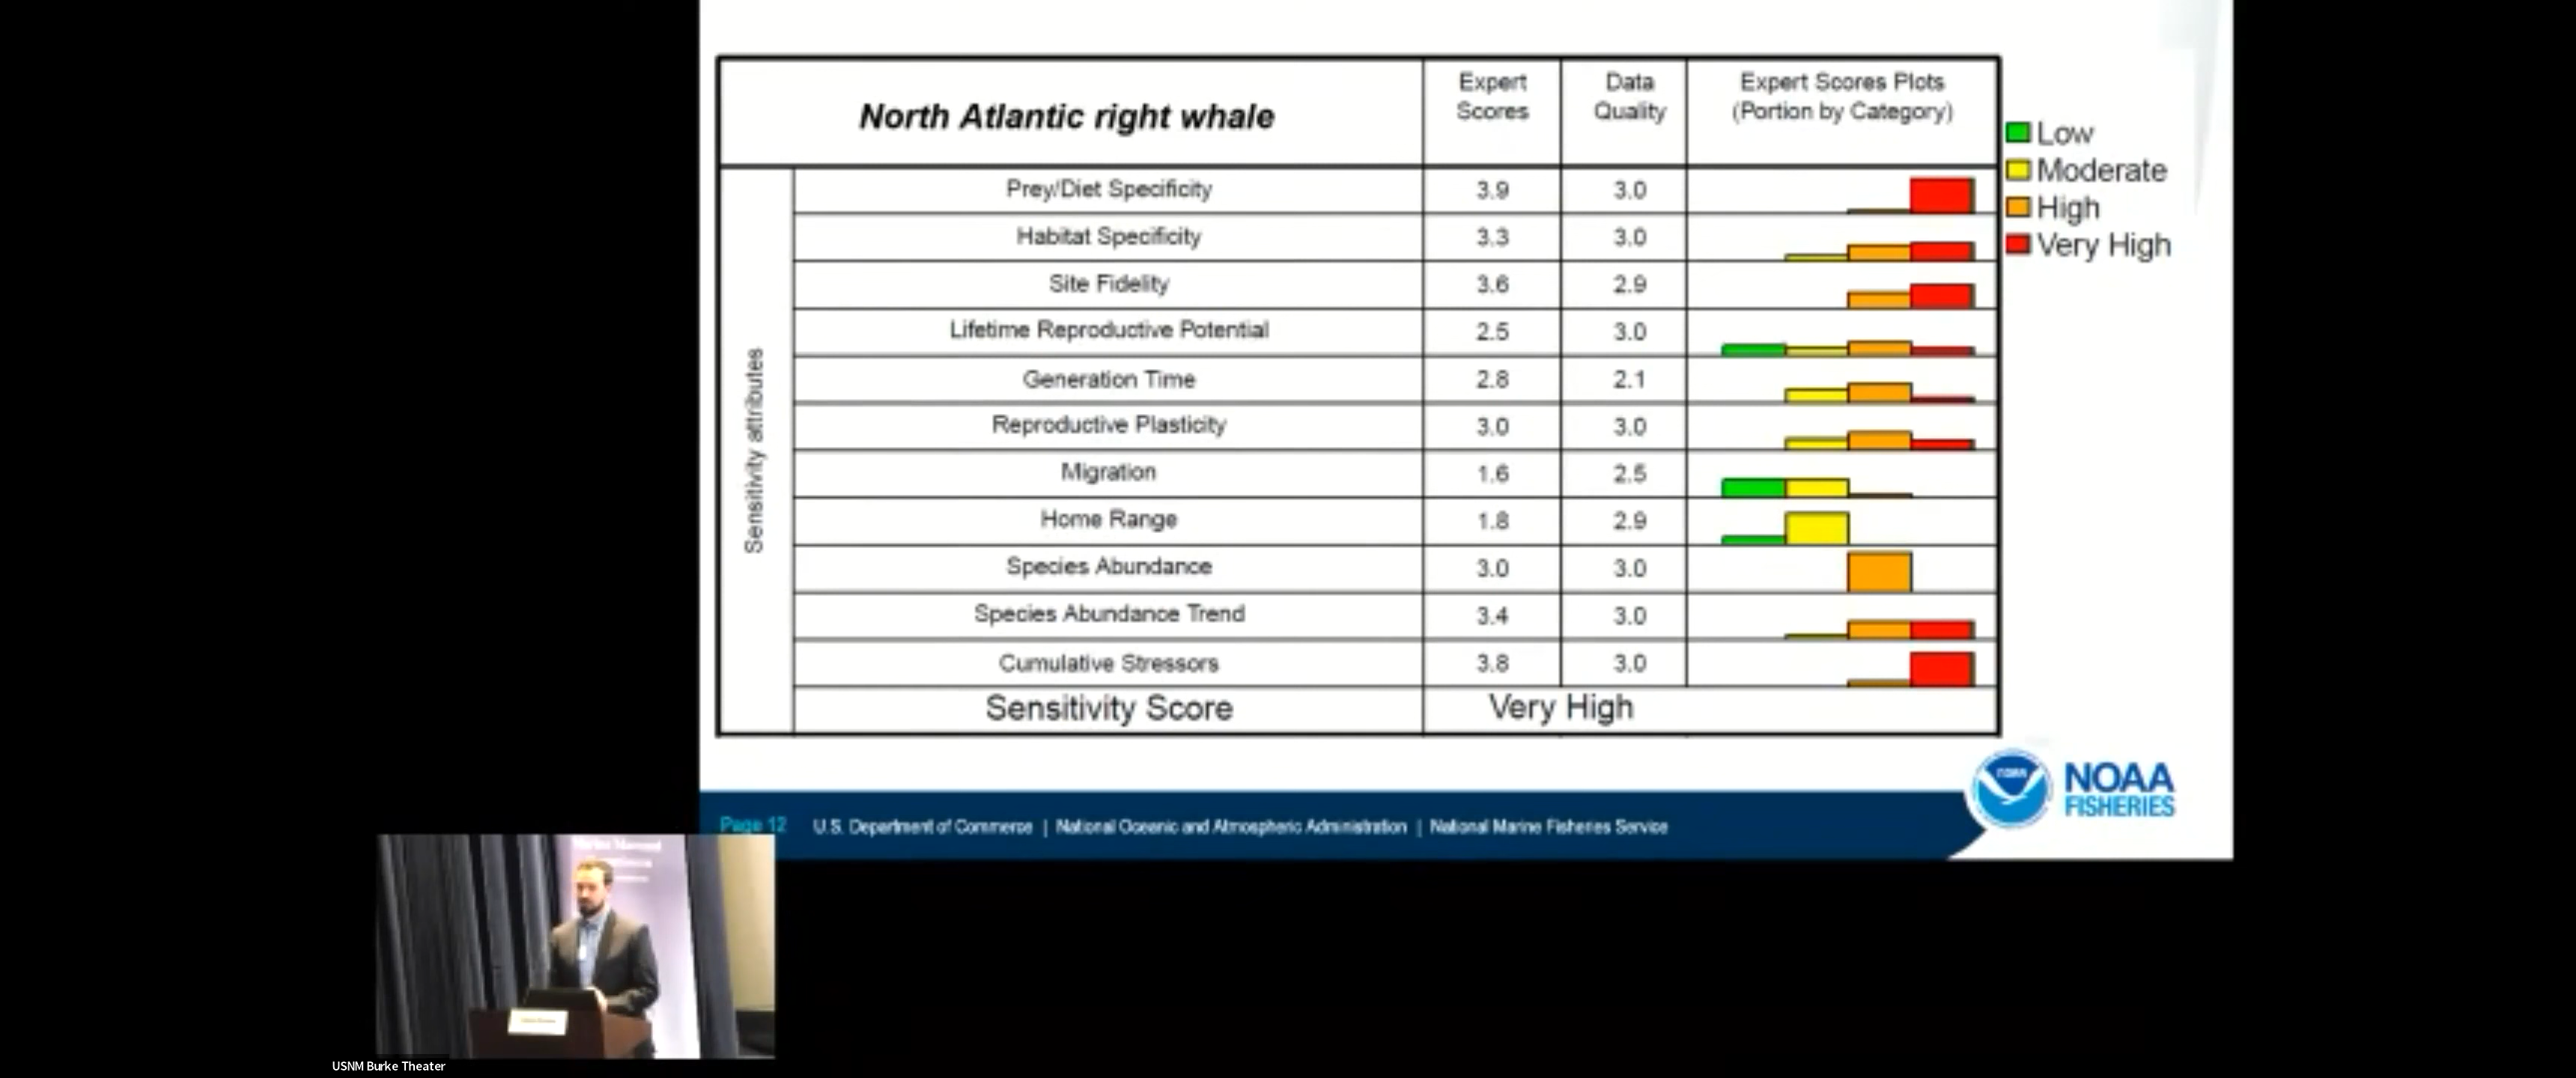 North Atlantic right whale
Expert
Scores
Data
Quality
Expert Scores Plots
(Portion by Category)
Low
Moderate
High
Very High
Sensitivity attributes
Prey/Diet Specificity 3.9 3.0
Habitat Specificity 3.3 3.0
Site Fidelity 3.6 2.9
Lifetime Reproductive Potential 2.5 3.0
Generation Time 2.8 2.1
Reproductive Plasticity 3.0 3.0
Migration 1.6 2.5
Home Range 1.8 2.9
Species Abundance 3.0 3.0
Species Abundance Trend 3.4 3.0
Cumulative Stressors 3.8 3.0
Sensitivity Score Very High
NOAA
NOAA
FISHERIES
Page 12 U.S. Department of Commerce | National Oceanic and Atmospheric Administration | National Marine Fisheries Service
USNM Burke Theater